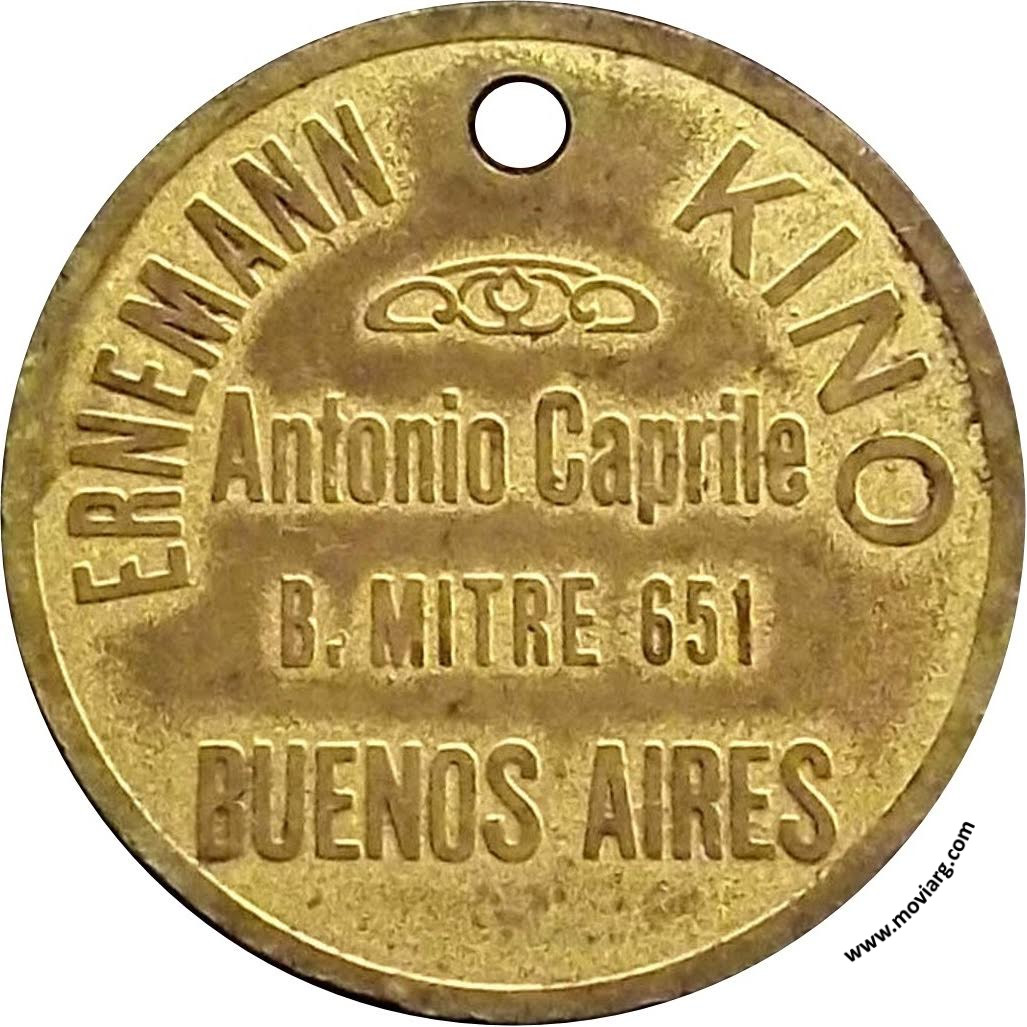 ERNEMANN KINO
Antonio Caprile
B. MITRE 651
BUENOS AIRES
www.moviarg.com